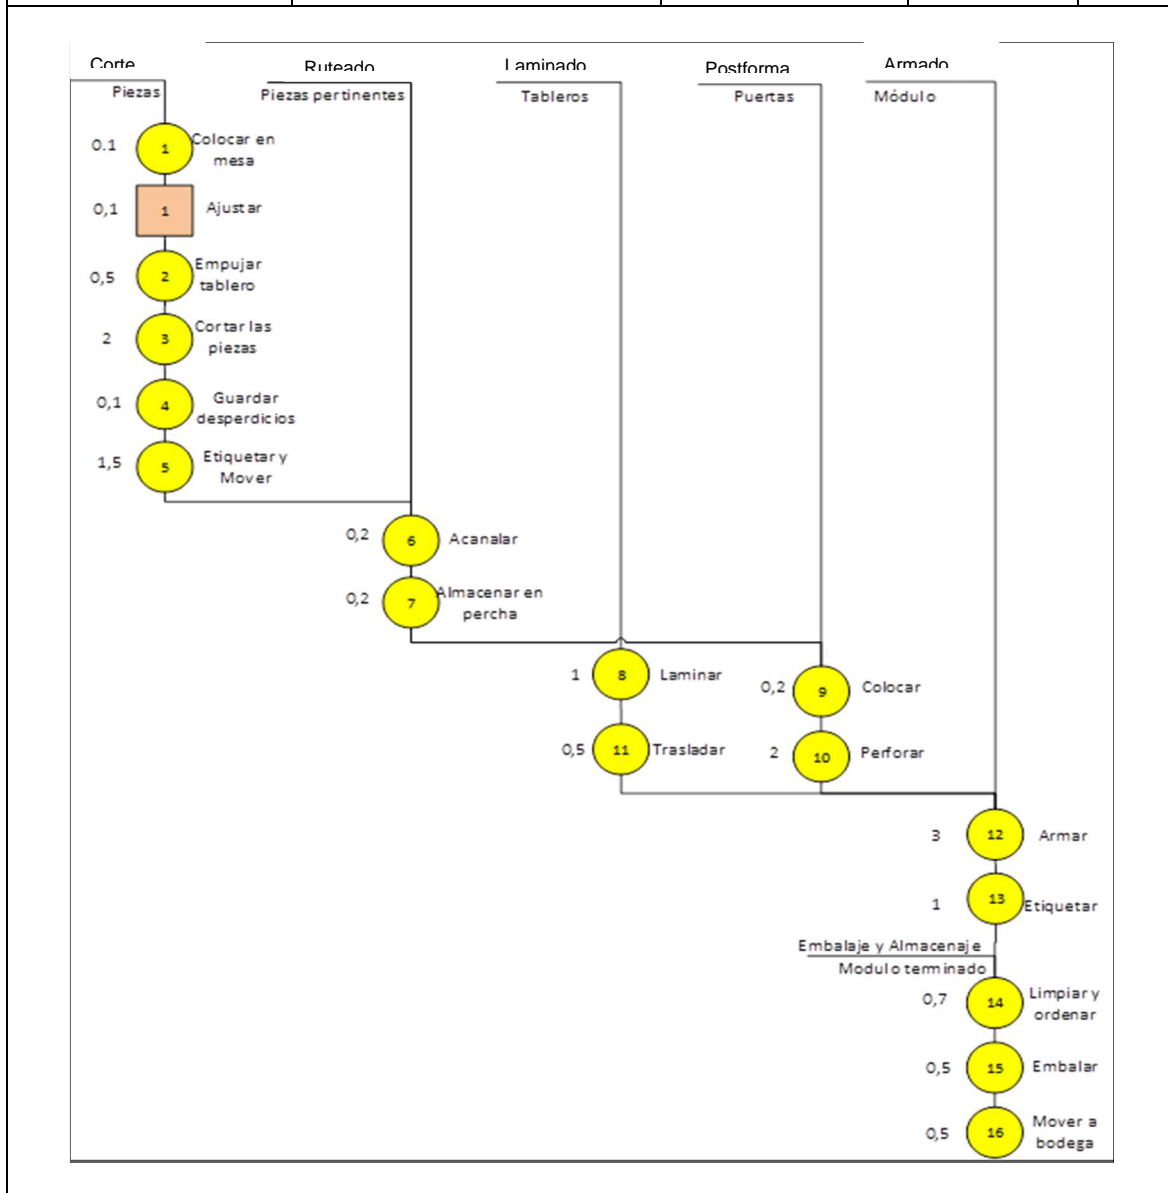 Corte
Ruteado
Laminado
Postforma
Armado
Piezas
Piezas pertinentes
Tableros
Puertas
Módulo
0.1
1
Colocar en
mesa
0,1
1
Ajustar
0,5
2
Empujar
tablero
2
3
Cortar las
piezas
0,1
4
Guardar
desperdicios
1,5
5
Etiquetar y
Mover
0,2
6
Acanalar
0,2
7
Almacenar en
percha
1
8
Laminar
0,2
9
Colocar
0,5
11
Trasladar
2
10
Perforar
3
12
Armar
1
13
Etiquetar
Embalaje y Almacenaje
Modulo terminado
0,7
14
Limpiar y
ordenar
0,5
15
Embalar
0,5
16
Mover a
bodega